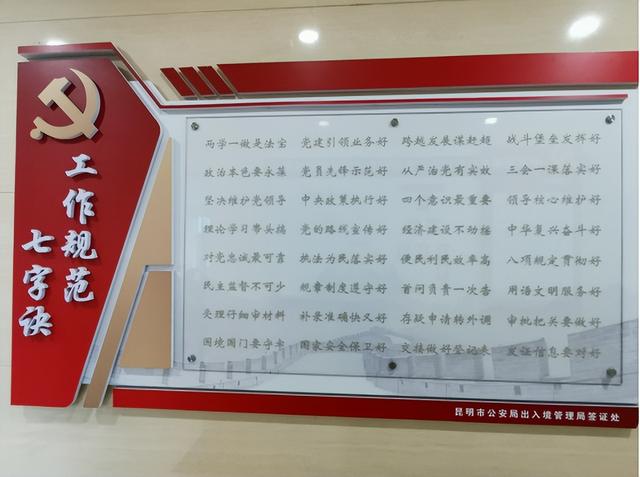 工作规范
七字诀
两学一做是法宝 党建引领业务好 跨越发展谋赶超 战斗堡垒发挥好
政治本色要永葆 党员先锋示范好 从严治党有实效 三会一课落实好
坚决维护党领导 中央政策执行好 四个意识最重要 领导核心维护好
理论学习带头搞 党的路线宣传好 经济建设不动摇 中华复兴奋斗好
对党忠诚最可靠 执法为民落实好 便民利民效率高 八项规定贯彻好
民主监督不可少 规章制度遵守好 首问负责一次告 用语文明服务好
受理仔细审材料 补录准确快又好 存疑申请转外调 审批把关要做好
国境国门要守牢 国家安全保卫好 交接做好登记表 发证信息要对好
昆明市公安局出入境管理局签证处